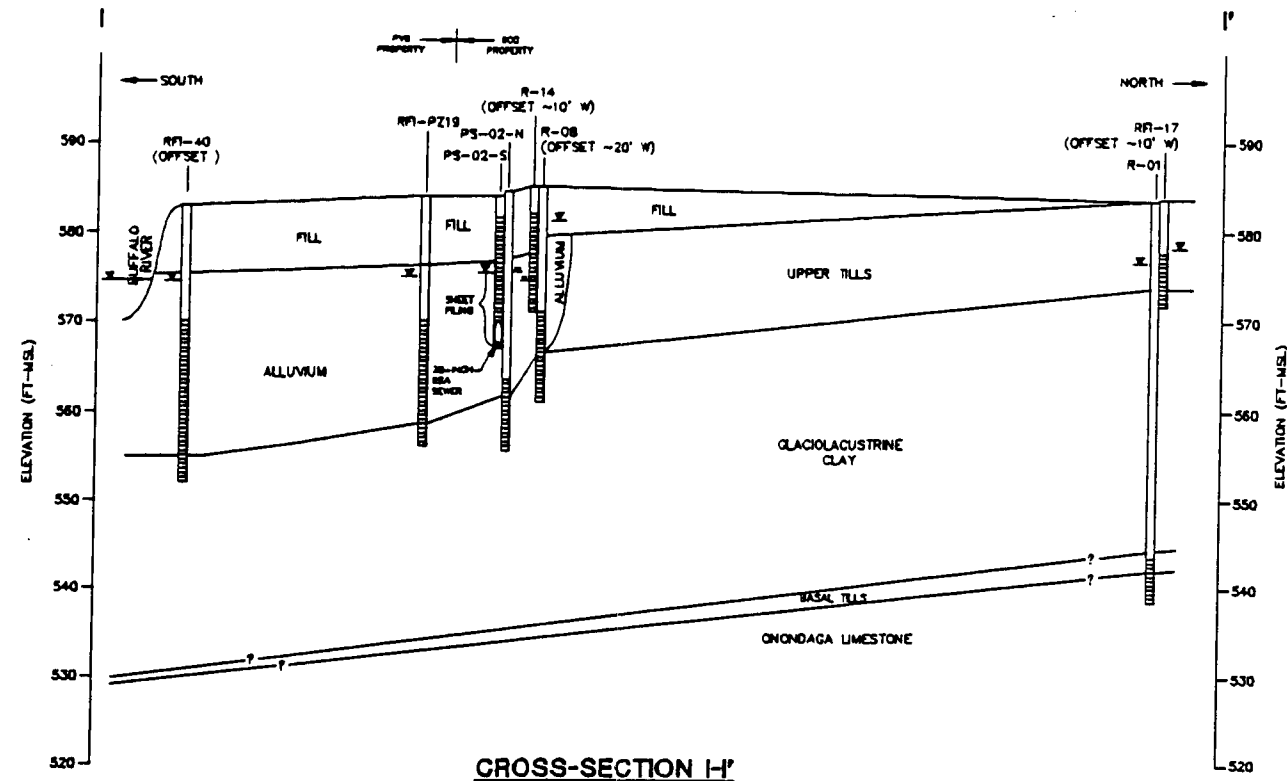 I
I'
PVS PROPERTY
BCC PROPERTY
SOUTH
NORTH
R-14
(OFFSET ~10' W)
RFI-40
(OFFSET )
RFI-PZ19
PS-02-N
PS-02-S
R-08
(OFFSET ~20' W)
RFI-17
(OFFSET ~10' W)
R-01
590
590
580
580
570
570
560
560
550
550
540
540
530
530
520
520
ELEVATION (FT-MSL)
ELEVATION (FT-MSL)
BUFFALO
RIVER
FILL
FILL
FILL
ALLUVIUM
UPPER TILLS
SHEET
PILING
ALLUVIUM
BSA
SEWER
GLACIOLACUSTRINE
CLAY
?
?
BASAL TILLS
ONONDAGA LIMESTONE
?
?
CROSS-SECTION I-I'